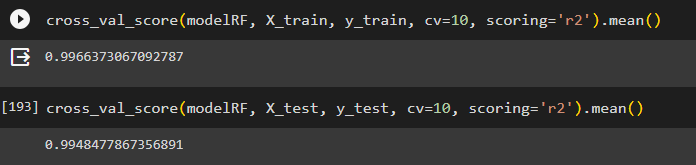 cross_val_score(modelRF, X_train, y_train, cv=10, scoring='r2').mean()
0.9966373067092787
[193] cross_val_score(modelRF, X_test, y_test, cv=10, scoring='r2').mean()
0.9948477867356891